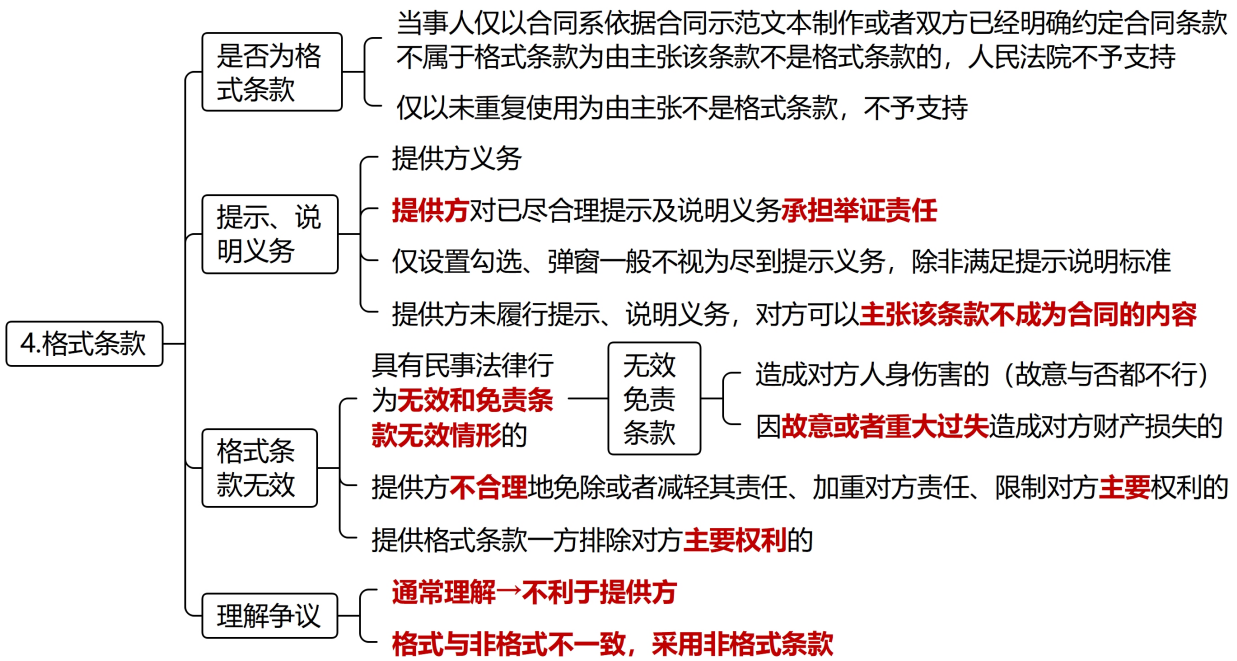 4.格式条款
是否为格
式条款
当事人仅以合同系依据合同示范文本制作或者双方已经明确约定合同条款
不属于格式条款为由主张该条款不是格式条款的，人民法院不予支持
仅以未重复使用为由主张不是格式条款，不予支持
提示、说
明义务
提供方义务
提供方对已尽合理提示及说明义务承担举证责任
仅设置勾选、弹窗一般不视为尽到提示义务，除非满足提示说明标准
提供方未履行提示、说明义务，对方可以主张该条款不成为合同的内容
格式条
款无效
具有民事法律行
为无效和免责条
款无效情形的
无效
免责
条款
造成对方人身伤害的（故意与否都不行）
因故意或者重大过失造成对方财产损失的
提供方不合理地免除或者减轻其责任、加重对方责任、限制对方主要权利的
提供格式条款一方排除对方主要权利的
理解争议
通常理解→不利于提供方
格式与非格式不一致，采用非格式条款